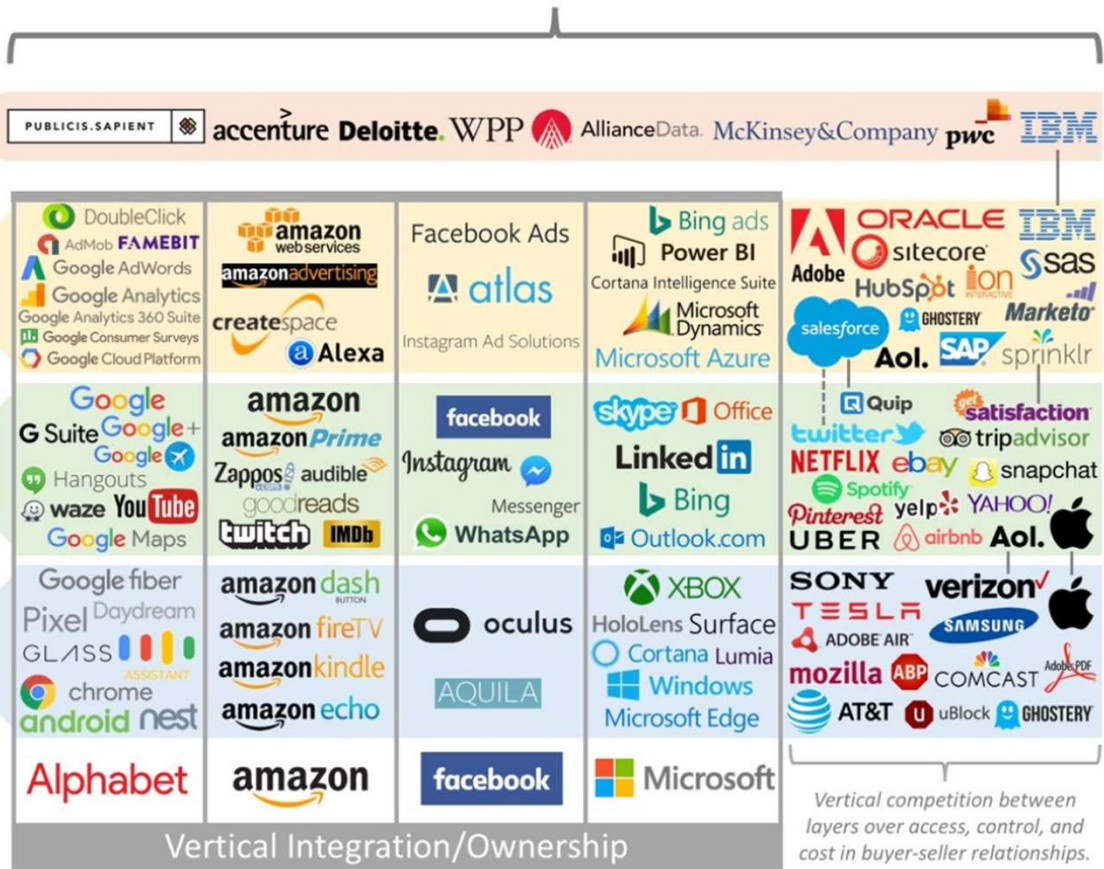 PUBLICIS.SAPIENT accenture Deloitte. WPP AllianceData. McKinsey&Company pwc IBM
DoubleClick
AdMob FAMEBIT
Google AdWords
Google Analytics
Google Analytics 360 Suite
Google Consumer Surveys
Google Cloud Platform
amazon
web services
amazon advertising
createspace
a Alexa
Facebook Ads
atlas
Instagram Ad Solutions
Bing ads
Power BI
Cortana Intelligence Suite
Microsoft
Dynamics
Microsoft Azure
Adobe
ORACLE
IBM
sitecore
sas
HubSpot
ion
INTERACTIVE
Marketo
salesforce
GHOSTERY
Aol.
SAP
sprinklr
Google
G Suite Google+
Google
Hangouts
waze YouTube
Google Maps
amazon
amazon Prime
Zappos .com audible
goodreads
twitch IMDb
facebook
Instagram
Messenger
WhatsApp
skype Office
Linked in
Bing
Outlook.com
Quip
get satisfaction
twitter tripadvisor
NETFLIX ebay snapchat
Spotify
Pinterest yelp YAHOO!
UBER airbnb Aol.
Google fiber
Pixel Daydream
GLASS
ASSISTANT
chrome
android nest
amazon dash
BUTTON
amazon fireTV
amazon kindle
amazon echo
oculus
AQUILA
XBOX
HoloLens Surface
Cortana Lumia
Windows
Microsoft Edge
SONY verizon
TESLA
SAMSUNG
ADOBE AIR
mozilla ABP COMCAST Adobe PDF
AT&T uBlock GHOSTERY
Alphabet
amazon
facebook
Microsoft
Vertical Integration/Ownership
Vertical competition between
layers over access, control, and
cost in buyer-seller relationships.